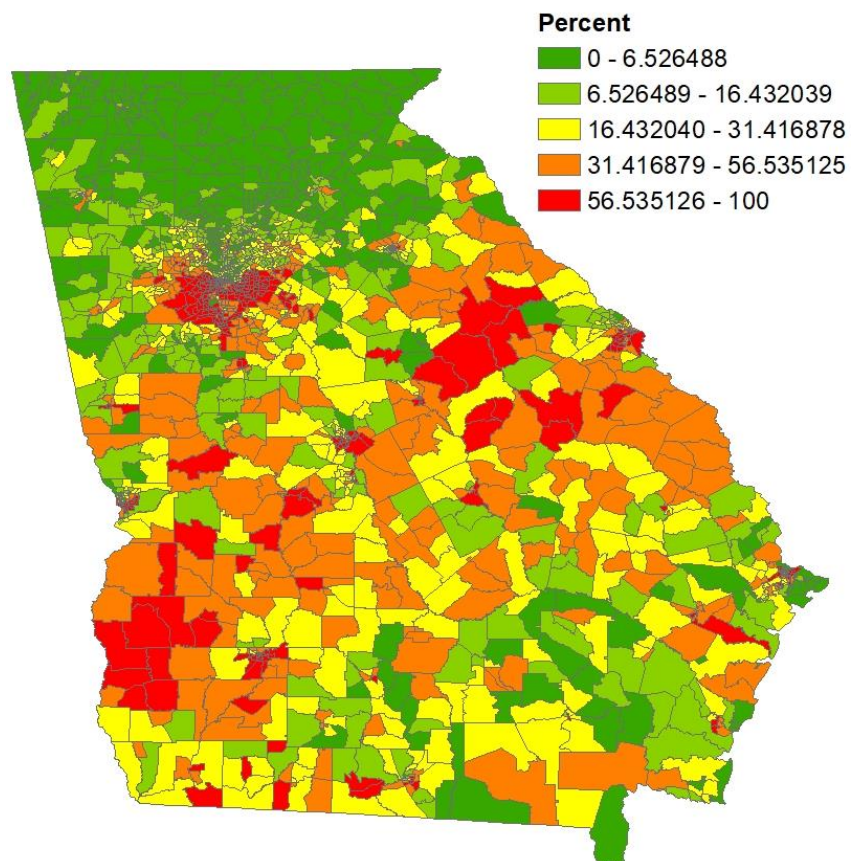 Percent
0 - 6.526488
6.526489 - 16.432039
16.432040 - 31.416878
31.416879 - 56.535125
56.535126 - 100